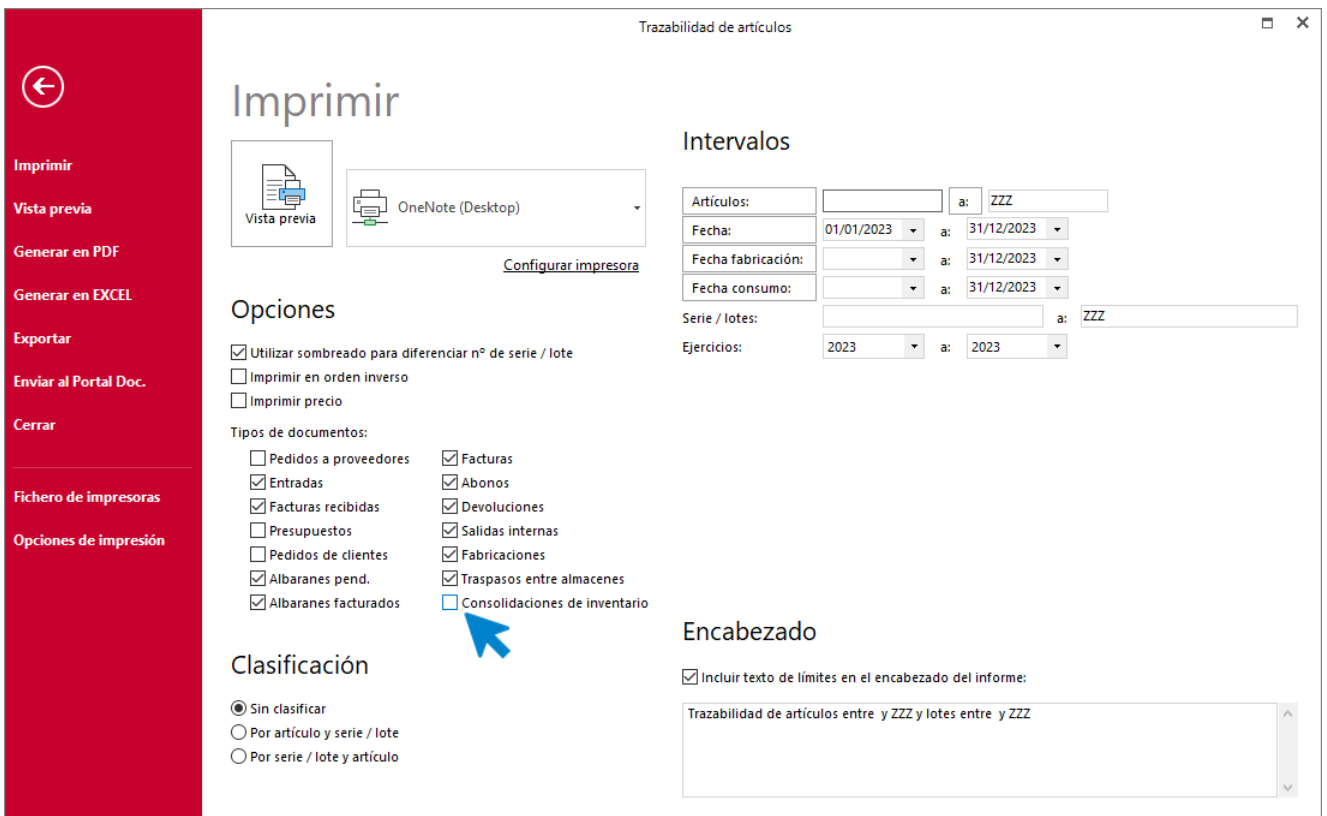 Trazabilidad de artículos
Imprimir
Vista previa
Generar en PDF
Generar en EXCEL
Exportar
Enviar al Portal Doc.
Cerrar
Fichero de impresoras
Opciones de impresión
Imprimir
Vista previa
OneNote (Desktop)
Configurar impresora
Opciones
Utilizar sombreado para diferenciar nº de serie / lote
Imprimir en orden inverso
Imprimir precio
Tipos de documentos:
Pedidos a proveedores
Facturas
Entradas
Abonos
Facturas recibidas
Devoluciones
Presupuestos
Salidas internas
Pedidos de clientes
Fabricaciones
Albaranes pend.
Traspasos entre almacenes
Albaranes facturados
Consolidaciones de inventario
Clasificación
Sin clasificar
Por artículo y serie / lote
Por serie / lote y artículo
Intervalos
Artículos: a: ZZZ
Fecha: 01/01/2023 a: 31/12/2023
Fecha fabricación: a: 31/12/2023
Fecha consumo: a: 31/12/2023
Serie / lotes: a: ZZZ
Ejercicios: 2023 a: 2023
Encabezado
Incluir texto de límites en el encabezado del informe:
Trazabilidad de artículos entre y ZZZ y lotes entre y ZZZ